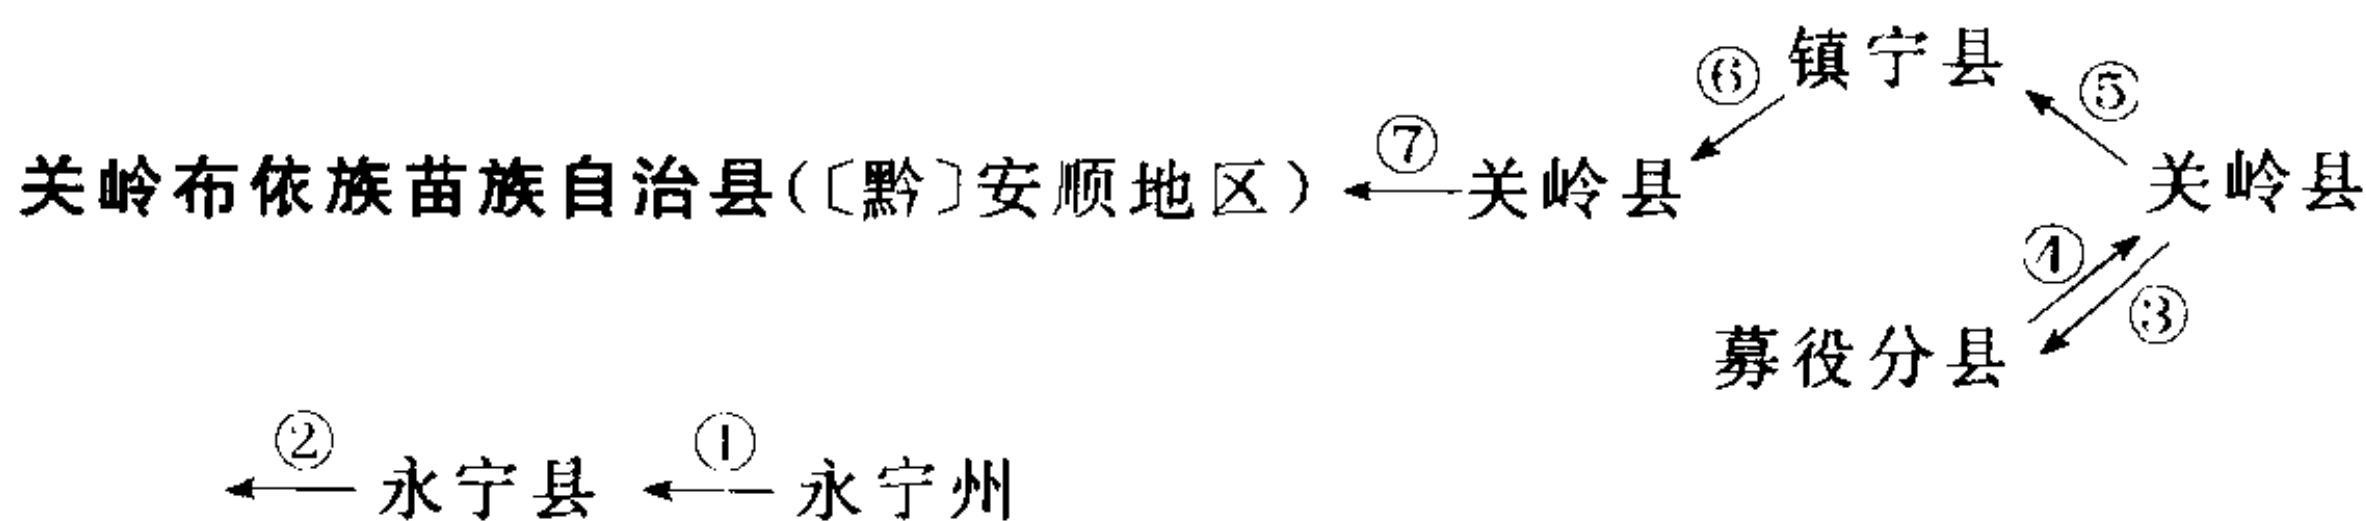 ⑥ 镇宁县 ⑤
关岭布依族苗族自治县(〔黔〕安顺地区) ⑦ 关岭县 关岭县
④ ③
募役分县
② 永宁县 ① 永宁州